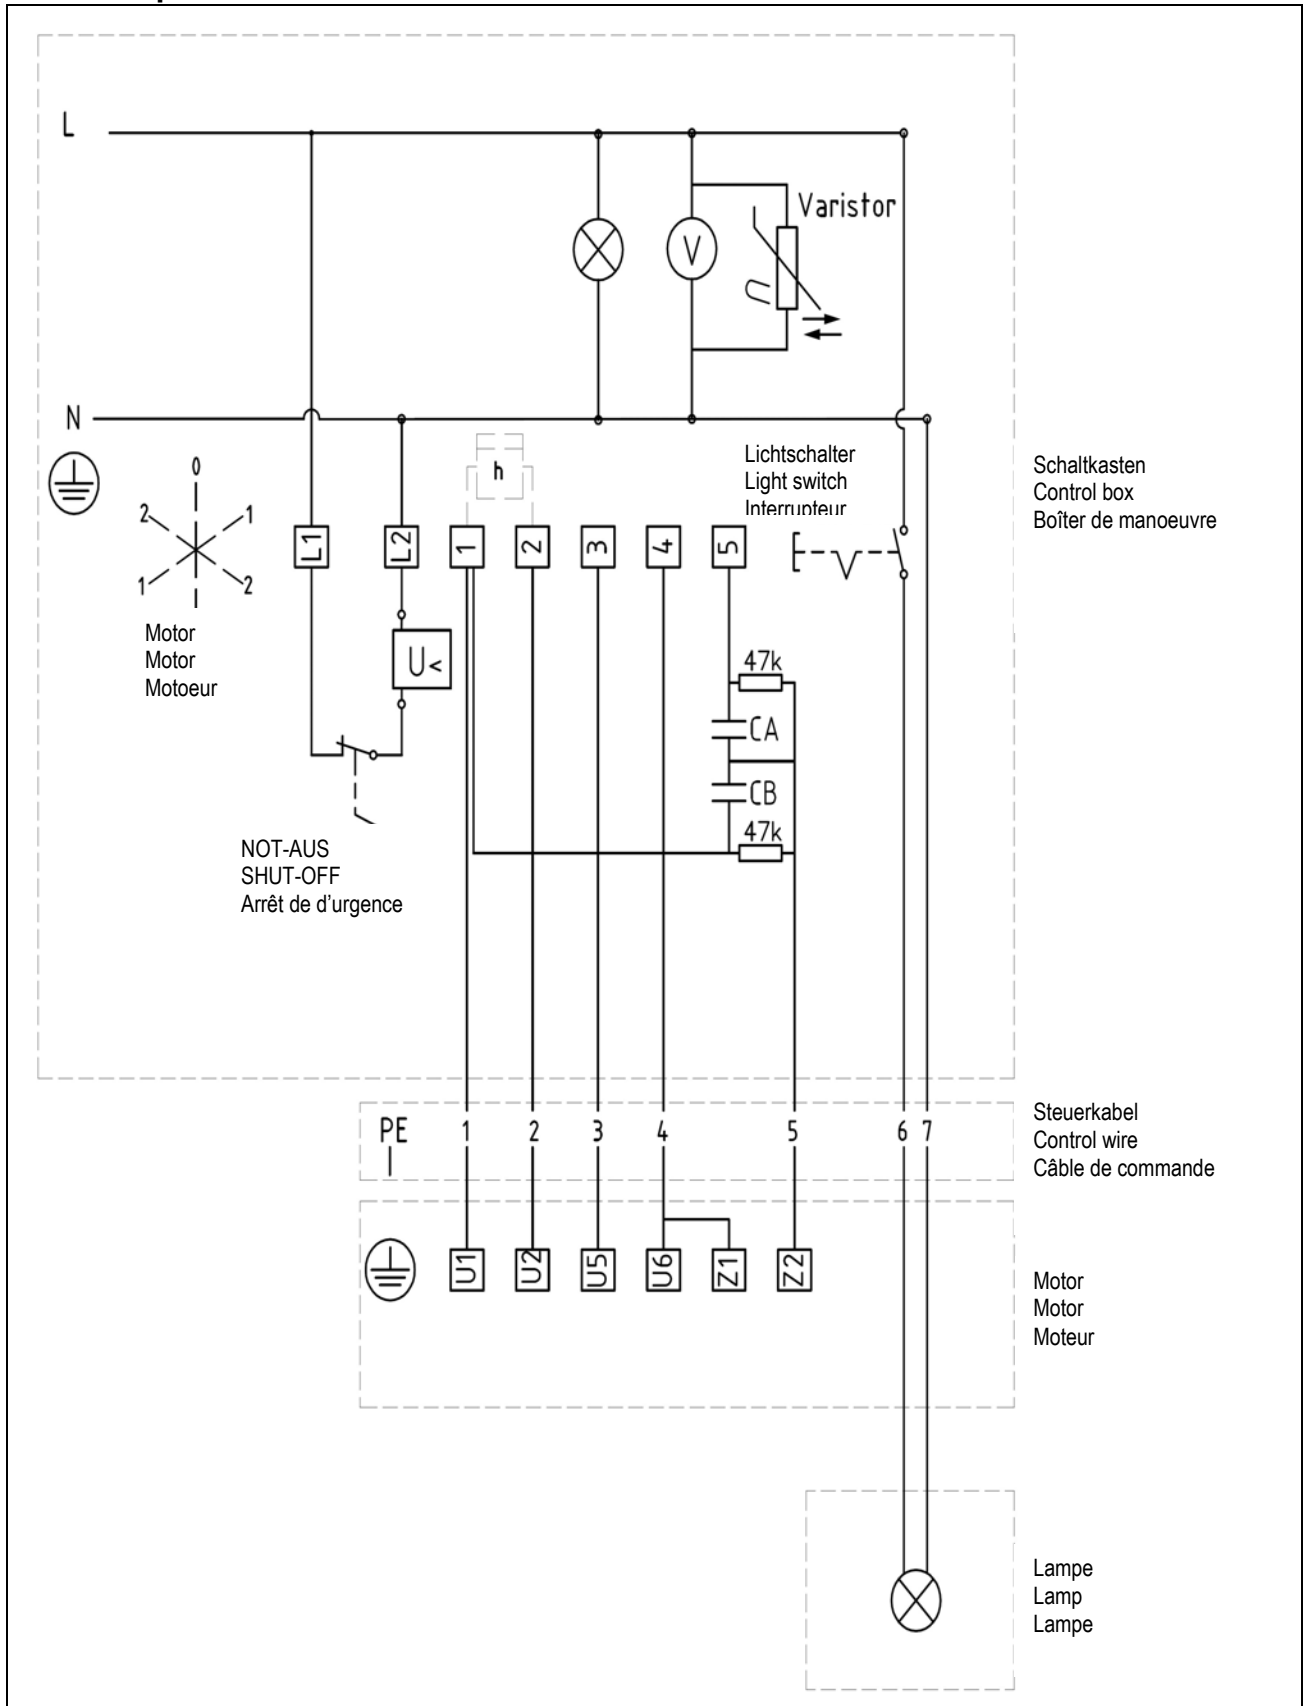 L
Varistor
V
U
N
h
0
2
1
1
2
Motor
Motor
Motoeur
L1
L2
1
2
3
4
5
Lichtschalter
Light switch
Interrupteur
Schaltkasten
Control box
Boîter de manoeuvre
U<
47k
CA
CB
47k
NOT-AUS
SHUT-OFF
Arrêt de d’urgence
PE
1
2
3
4
5
6
7
Steuerkabel
Control wire
Câble de commande
U1
U2
U5
U6
Z1
Z2
Motor
Motor
Moteur
Lampe
Lamp
Lampe